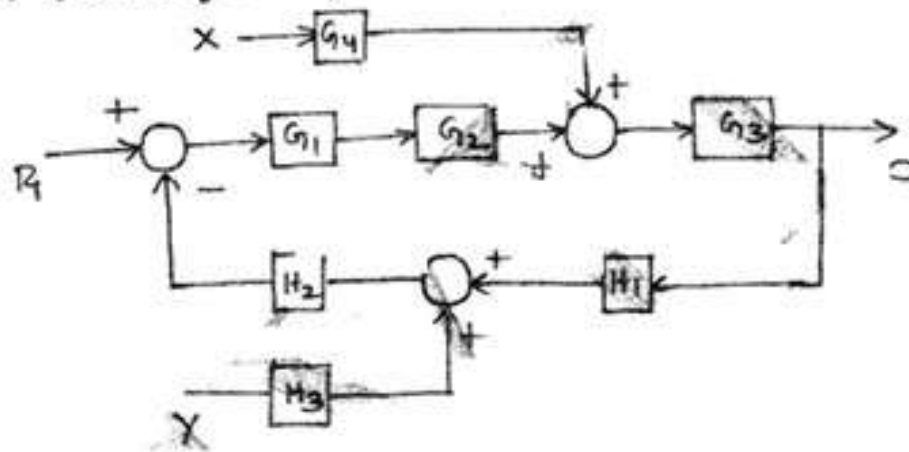 X G4
+ +
R G1 G2 G3
- + C
H2 + H1
+
H3
Y